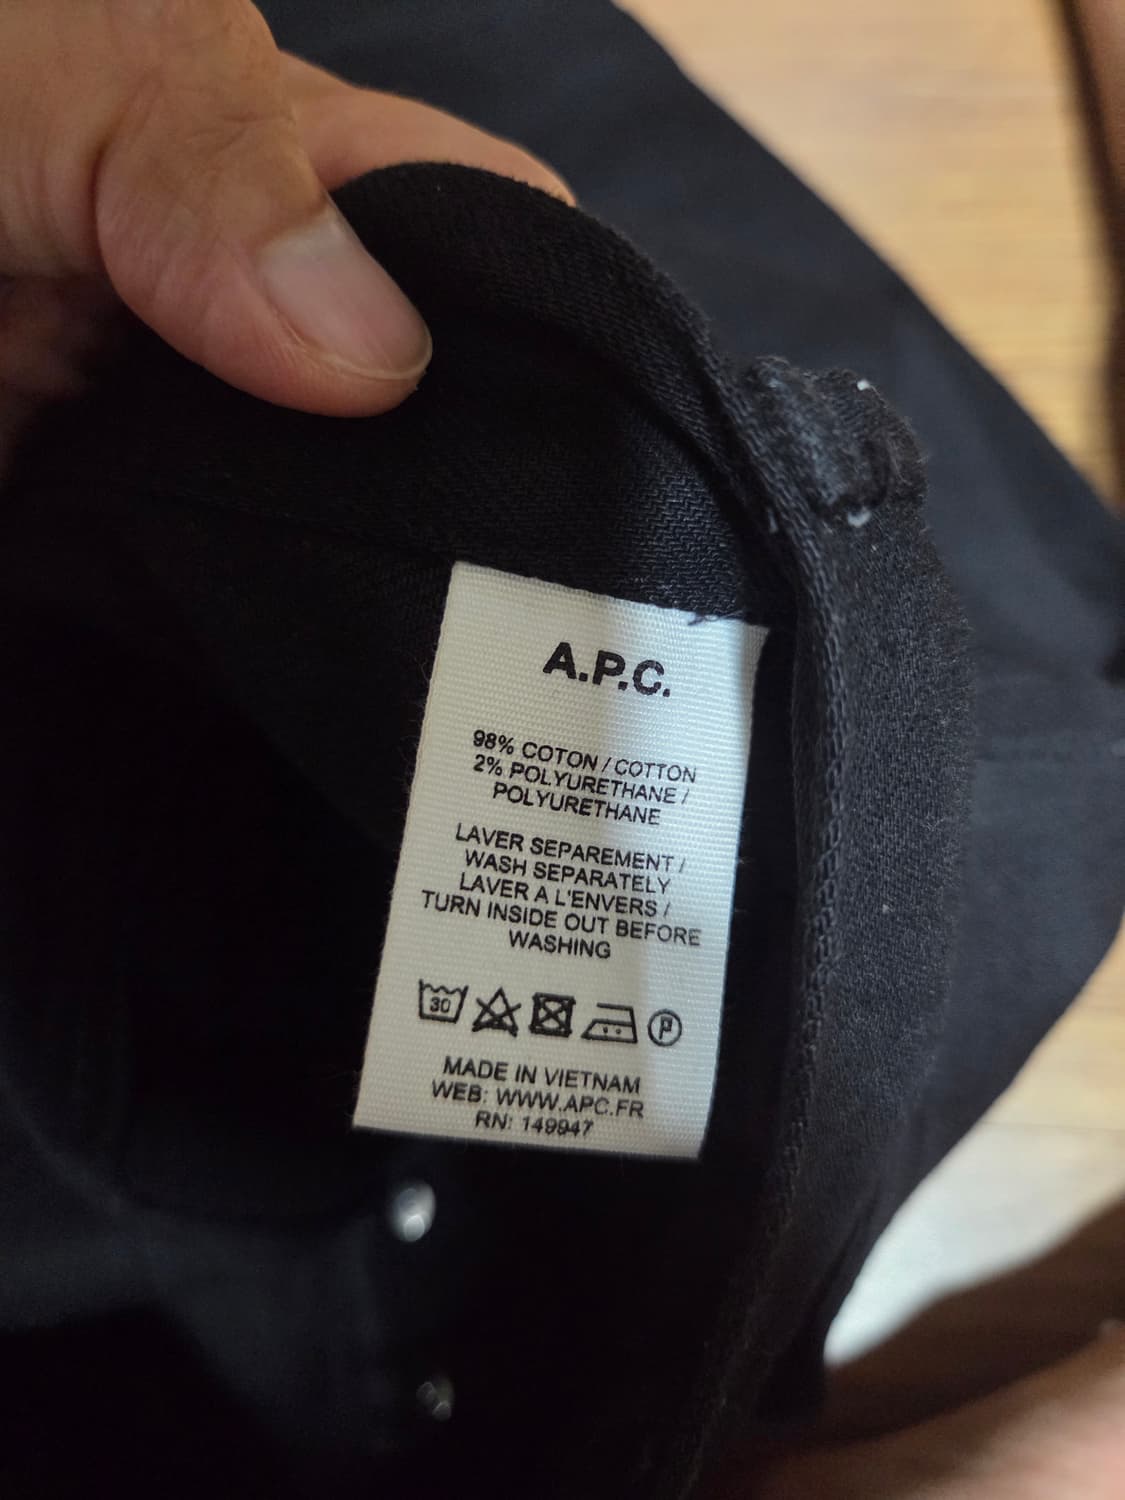 A.P.C.
98% COTON / COTTON
2% POLYURETHANE /
POLYURETHANE
LAVER SEPAREMENT /
WASH SEPARATELY
LAVER A L'ENVERS /
TURN INSIDE OUT BEFORE
WASHING
30
P
MADE IN VIETNAM
WEB: WWW.APC.FR
RN: 149947